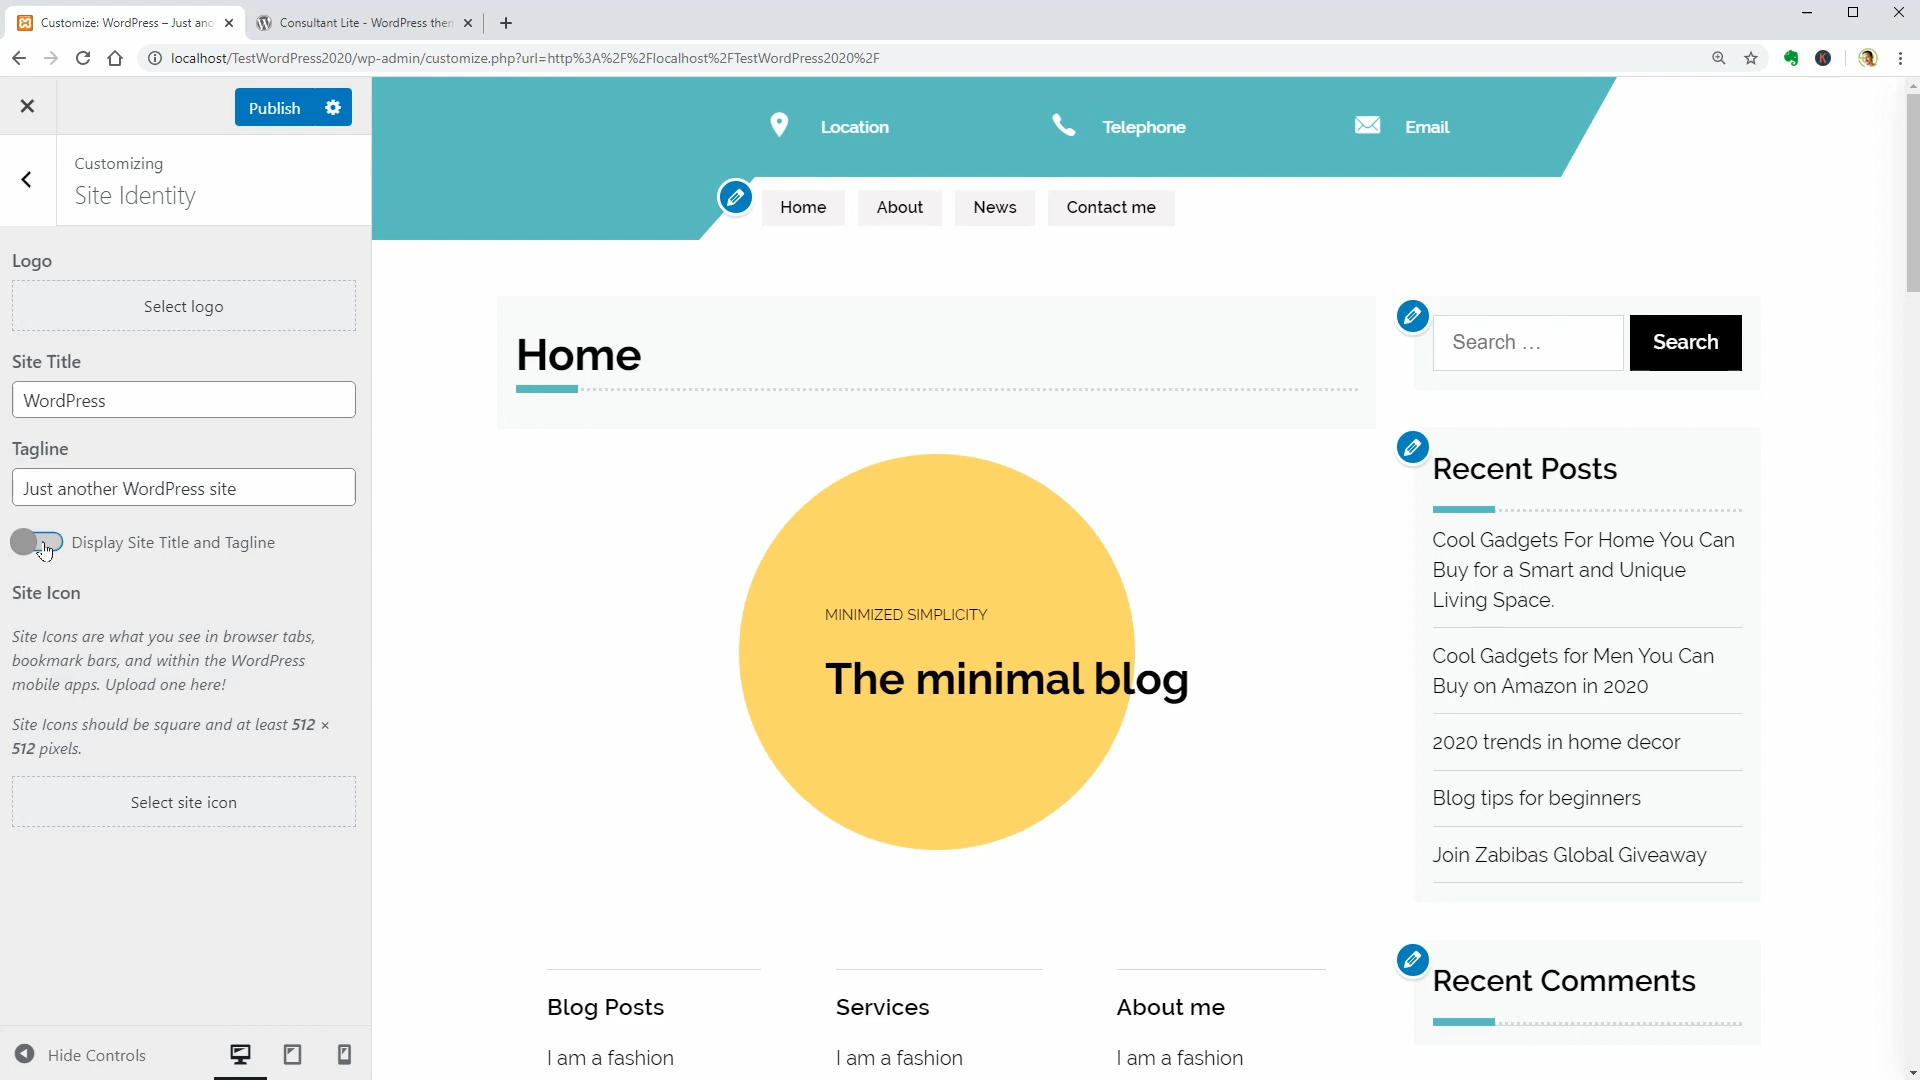 Customize: WordPress – Just ano
Consultant Lite - WordPress them
localhost/TestWordPress2020/wp-admin/customize.php?url=http%3A%2F%2Flocalhost%2FTestWordPress2020%2F
Publish
Customizing
Site Identity
Logo
Select logo
Site Title
WordPress
Tagline
Just another WordPress site
Display Site Title and Tagline
Site Icon
Site Icons are what you see in browser tabs,
bookmark bars, and within the WordPress
mobile apps. Upload one here!
Site Icons should be square and at least 512 ×
512 pixels.
Select site icon
Hide Controls
Location
Telephone
Email
Home
About
News
Contact me
Home
MINIMIZED SIMPLICITY
The minimal blog
Blog Posts
I am a fashion
Services
I am a fashion
About me
I am a fashion
Search …
Search
Recent Posts
Cool Gadgets For Home You Can
Buy for a Smart and Unique
Living Space.
Cool Gadgets for Men You Can
Buy on Amazon in 2020
2020 trends in home decor
Blog tips for beginners
Join Zabibas Global Giveaway
Recent Comments